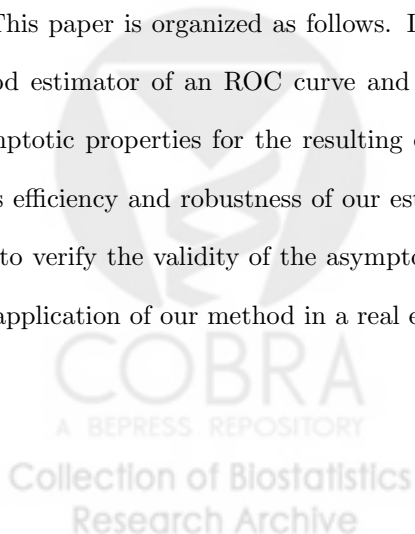 This paper is organized as follows.
od estimator of an ROC curve and
mptotic properties for the resulting
s efficiency and robustness of our est
to verify the validity of the asympto
application of our method in a real e
COBRA
A BEPRESS REPOSITORY
Collection of Biostatistics
Research Archive